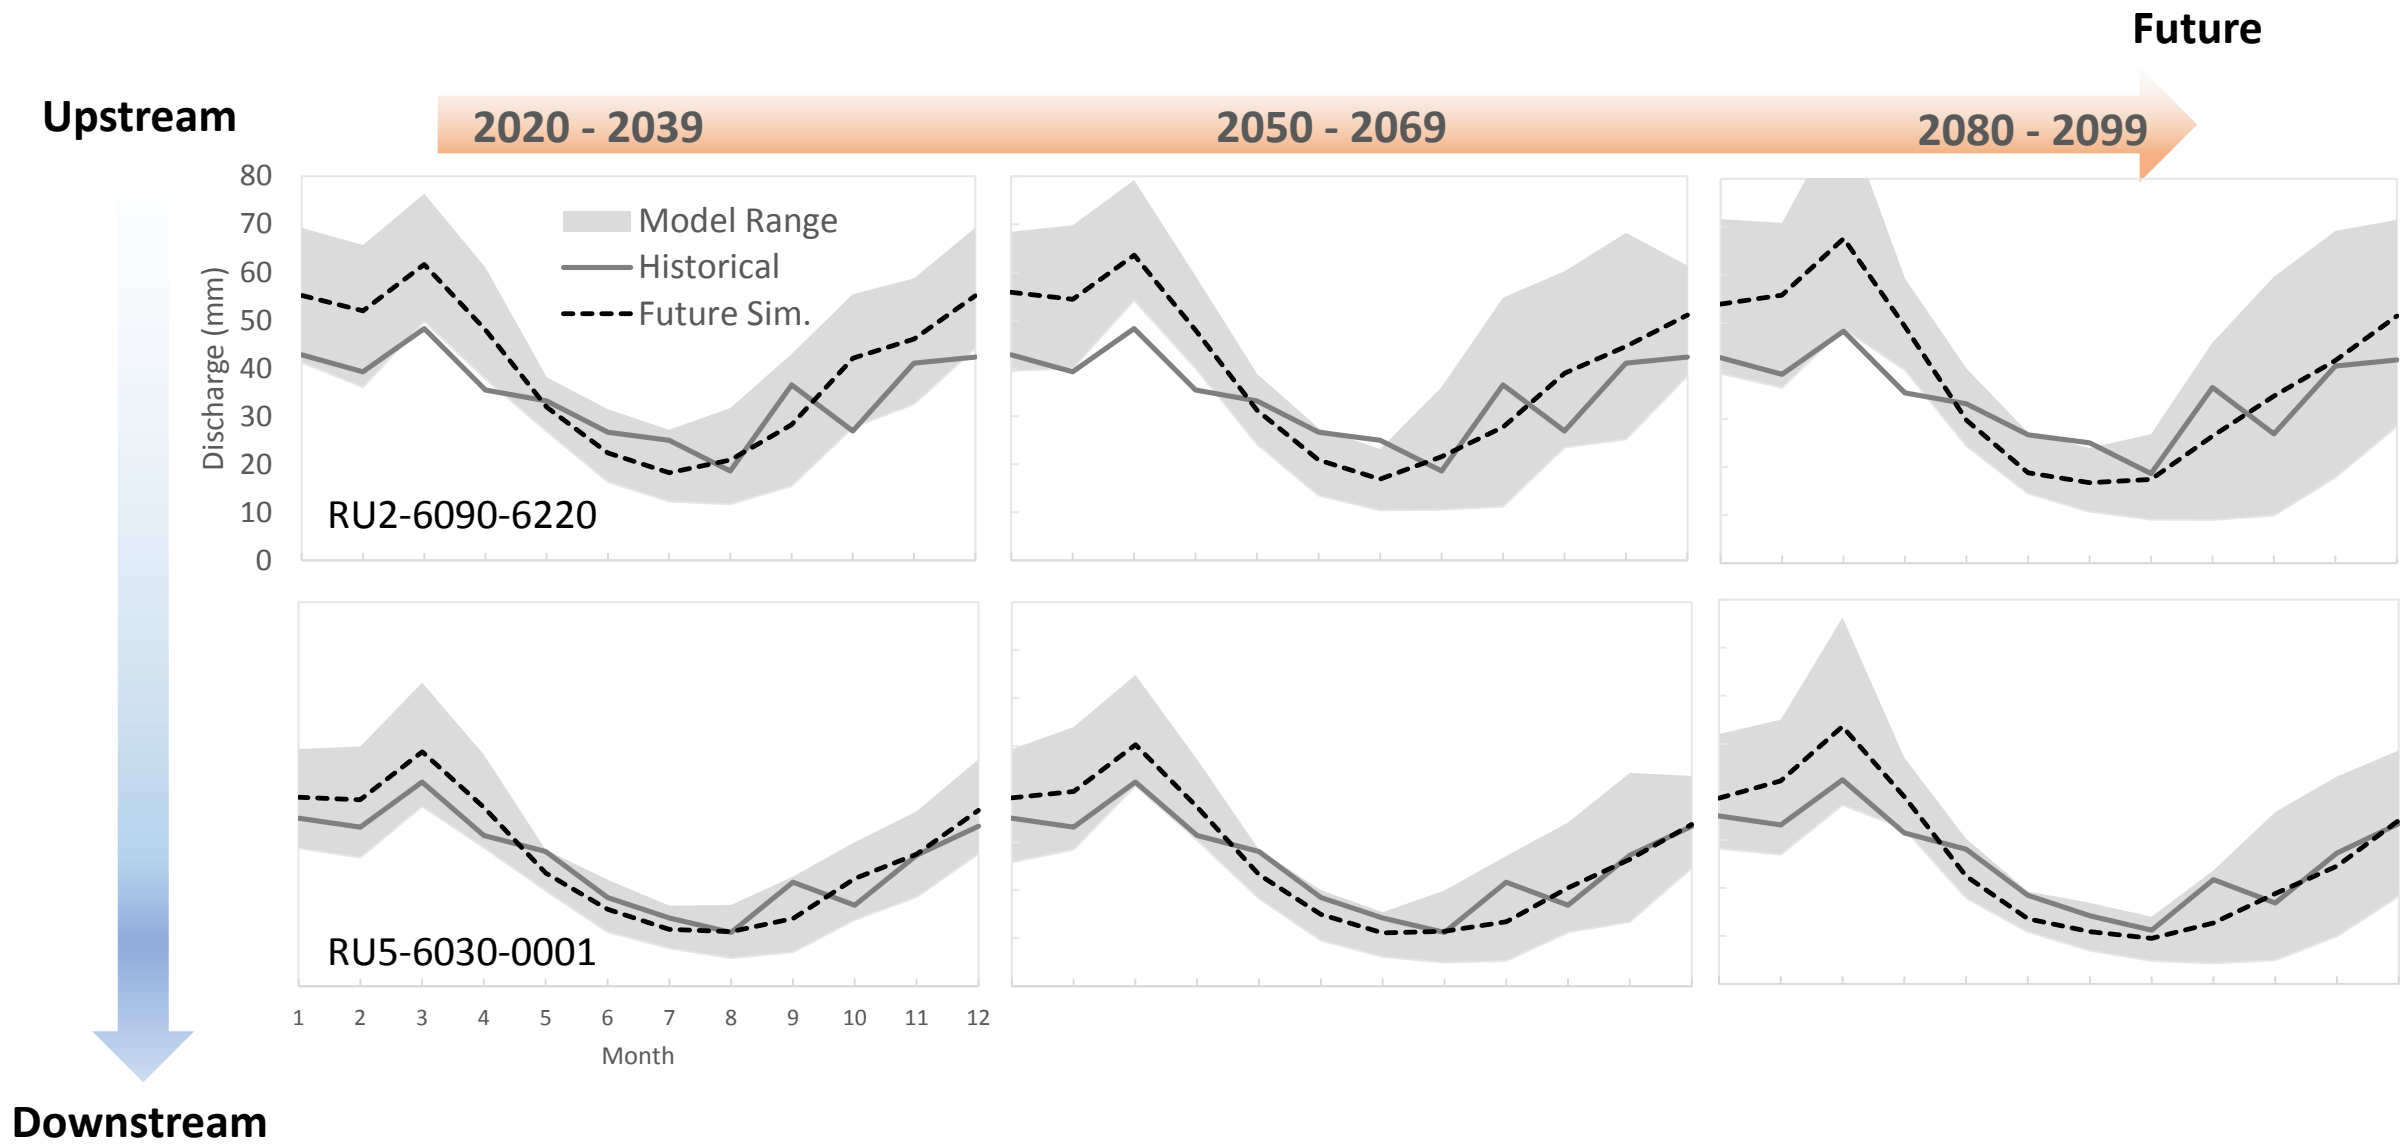 Future
Upstream
2020 - 2039
2050 - 2069
2080 - 2099
80
70
60
50
40
30
20
10
0
Discharge (mm)
Model Range
Historical
Future Sim.
RU2-6090-6220
RU5-6030-0001
1 2 3 4 5 6 7 8 9 10 11 12
Month
Downstream